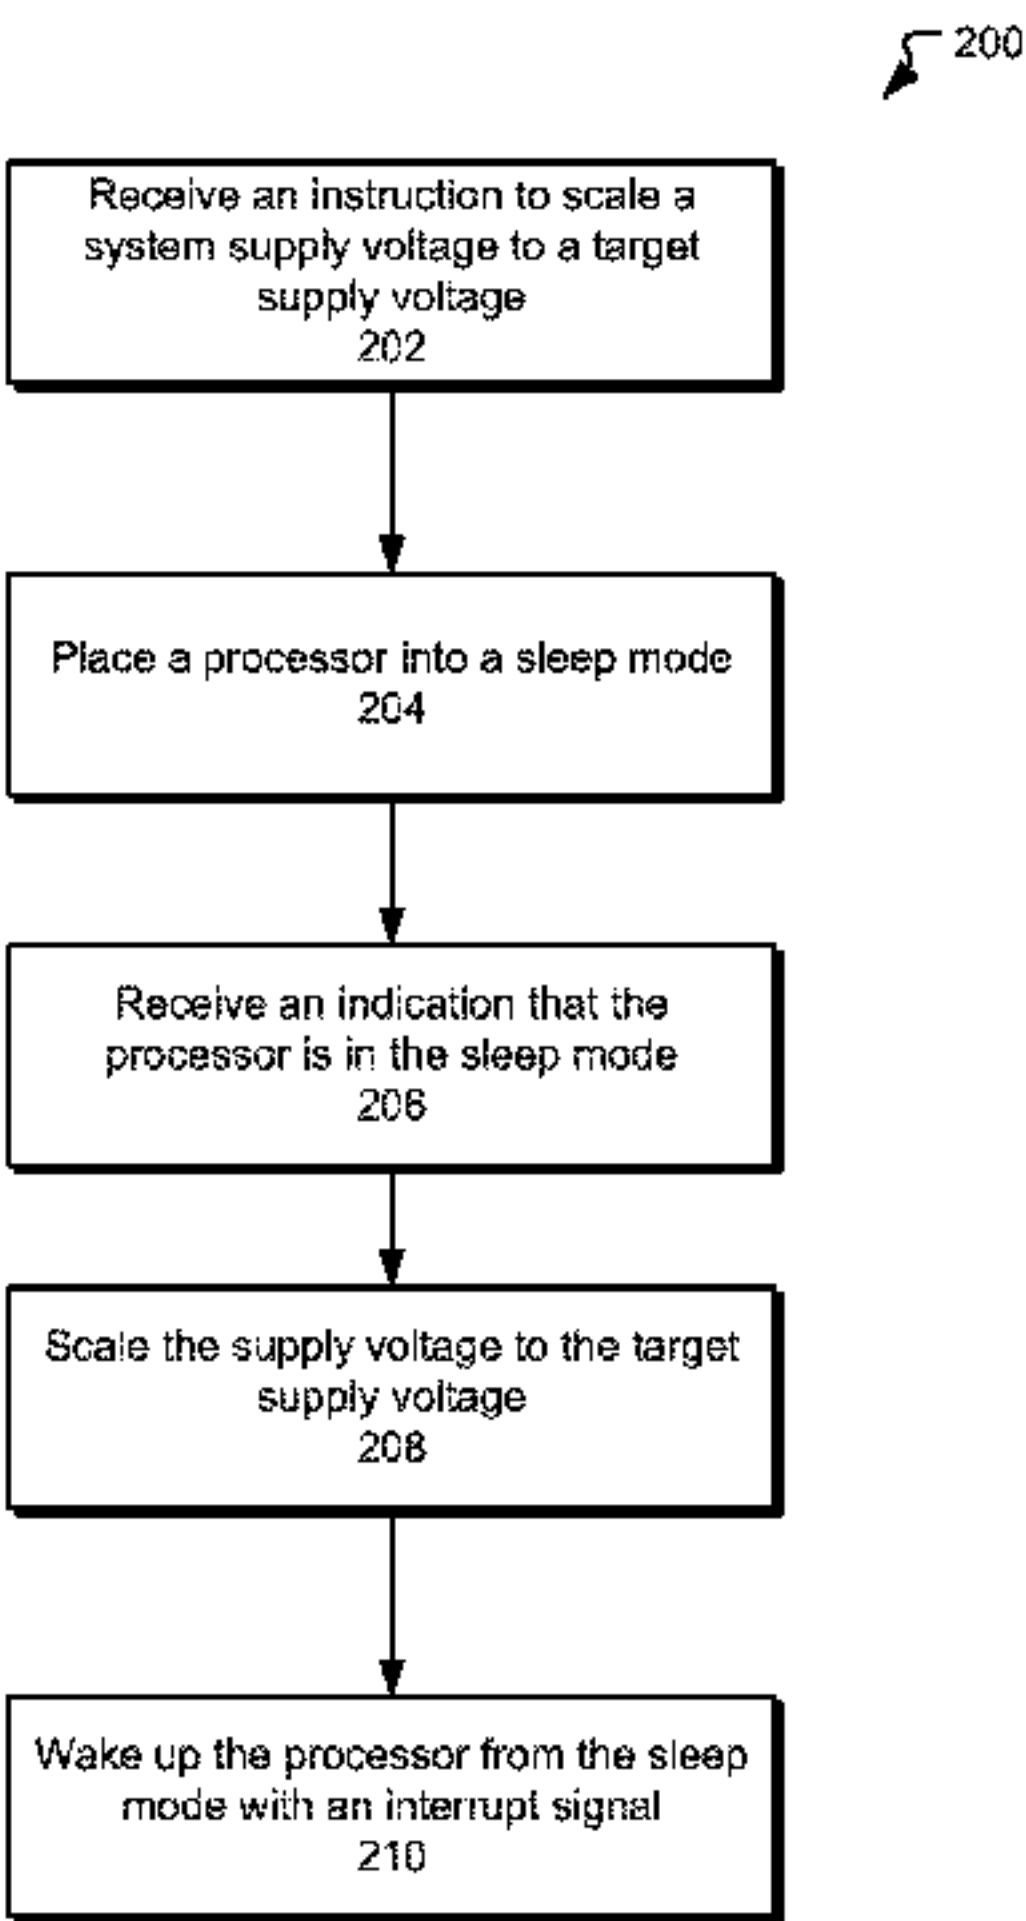 200
Receive an instruction to scale a
system supply voltage to a target
supply voltage
202
Place a processor into a sleep mode
204
Receive an indication that the
processor is in the sleep mode
206
Scale the supply voltage to the target
supply voltage
208
Wake up the processor from the sleep
mode with an interrupt signal
210